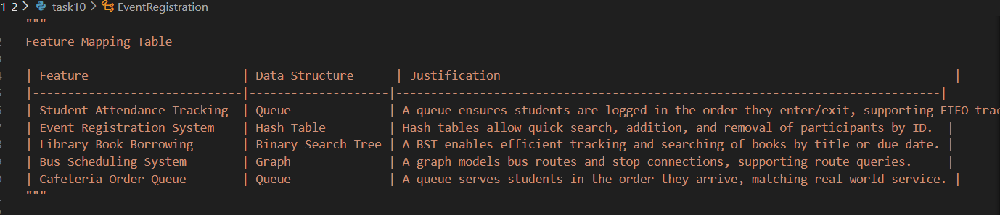 1_2 > task10 > EventRegistration
"""
Feature Mapping Table
| Feature                      | Data Structure      | Justification                                                                 |
|------------------------------|--------------------|------------------------------------------------------------------------------|
| Student Attendance Tracking  | Queue              | A queue ensures students are logged in the order they enter/exit, supporting FIFO
| Event Registration System    | Hash Table         | Hash tables allow quick search, addition, and removal of participants by ID.  |
| Library Book Borrowing       | Binary Search Tree | A BST enables efficient tracking and searching of books by title or due date. |
| Bus Scheduling System        | Graph              | A graph models bus routes and stop connections, supporting route queries.     |
| Cafeteria Order Queue        | Queue              | A queue serves students in the order they arrive, matching real-world service. |
"""